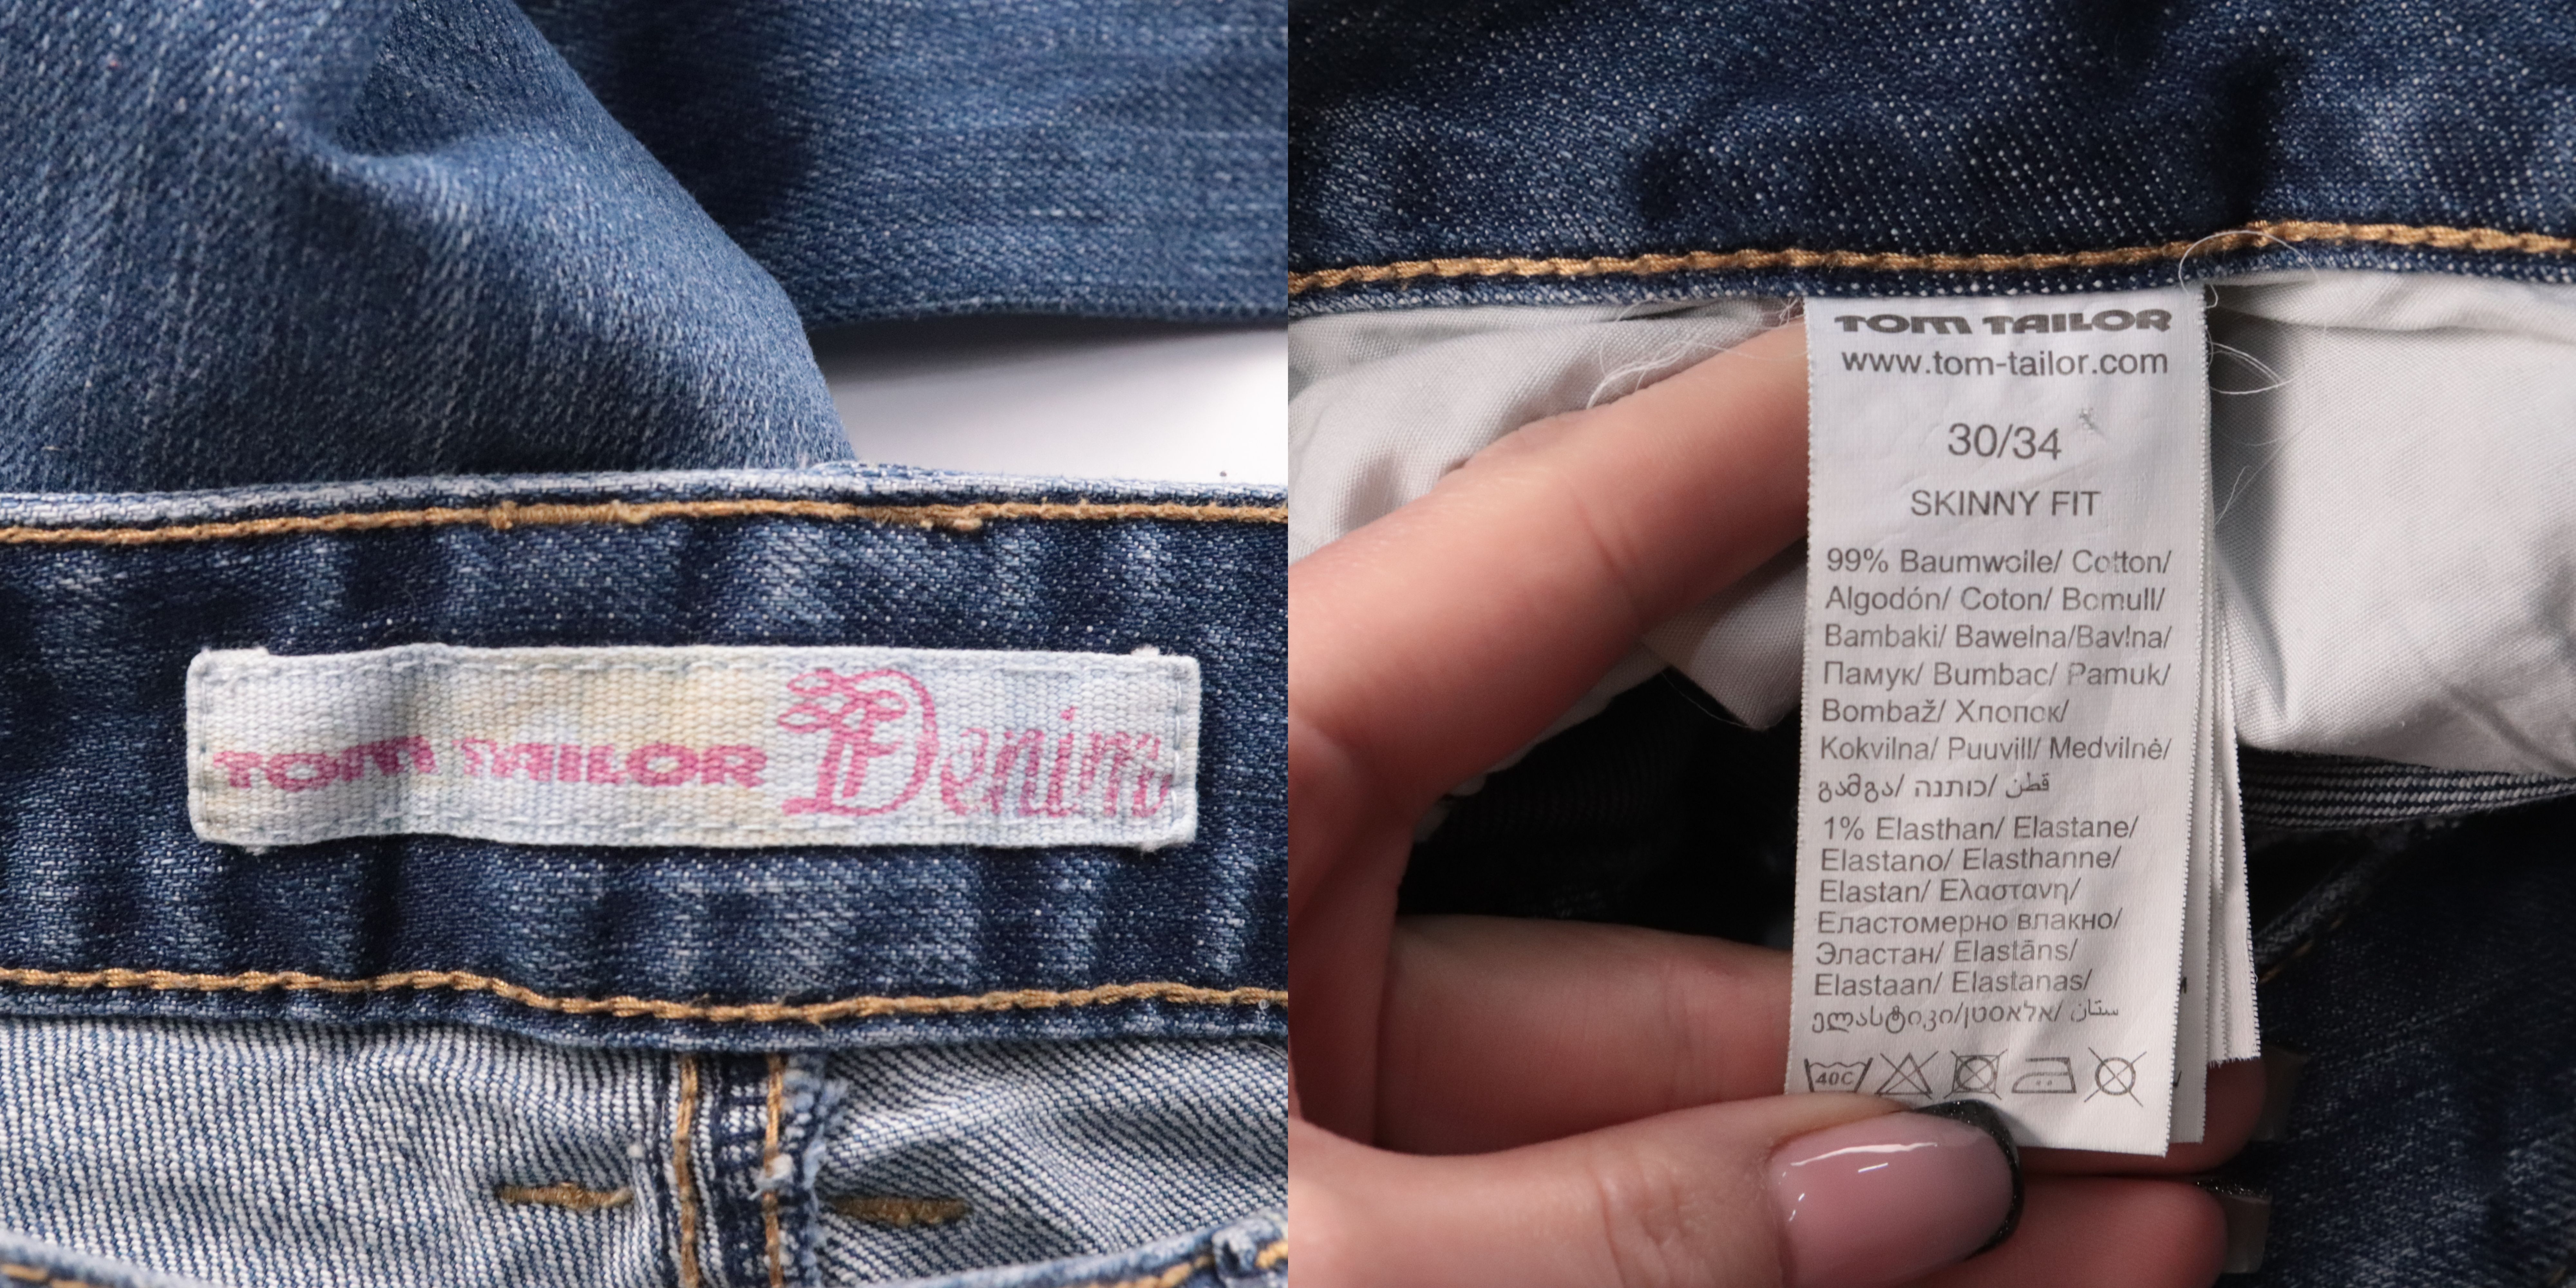 TOM TAILOR Denim
TOM TAILOR
www.tom-tailor.com
30/34
SKINNY FIT
99% Baumwolle/ Cotton/
Algodón/ Coton/ Bomull/
Bambaki/ Bawelna/Bavlna/
Памук/ Bumbac/ Pamuk/
Bombaž/ Хлопок/
Kokvilna/ Puuvill/ Medvilnė/
ბამბა/ כותנה/ قطن
1% Elasthan/ Elastane/
Elastano/ Elasthanne/
Elastan/ Ελαστανη/
Еластомерно влакно/
Эластан/ Elastāns/
Elastaan/ Elastanas/
ელასტიკი/אלאסטן/ ستان
40C